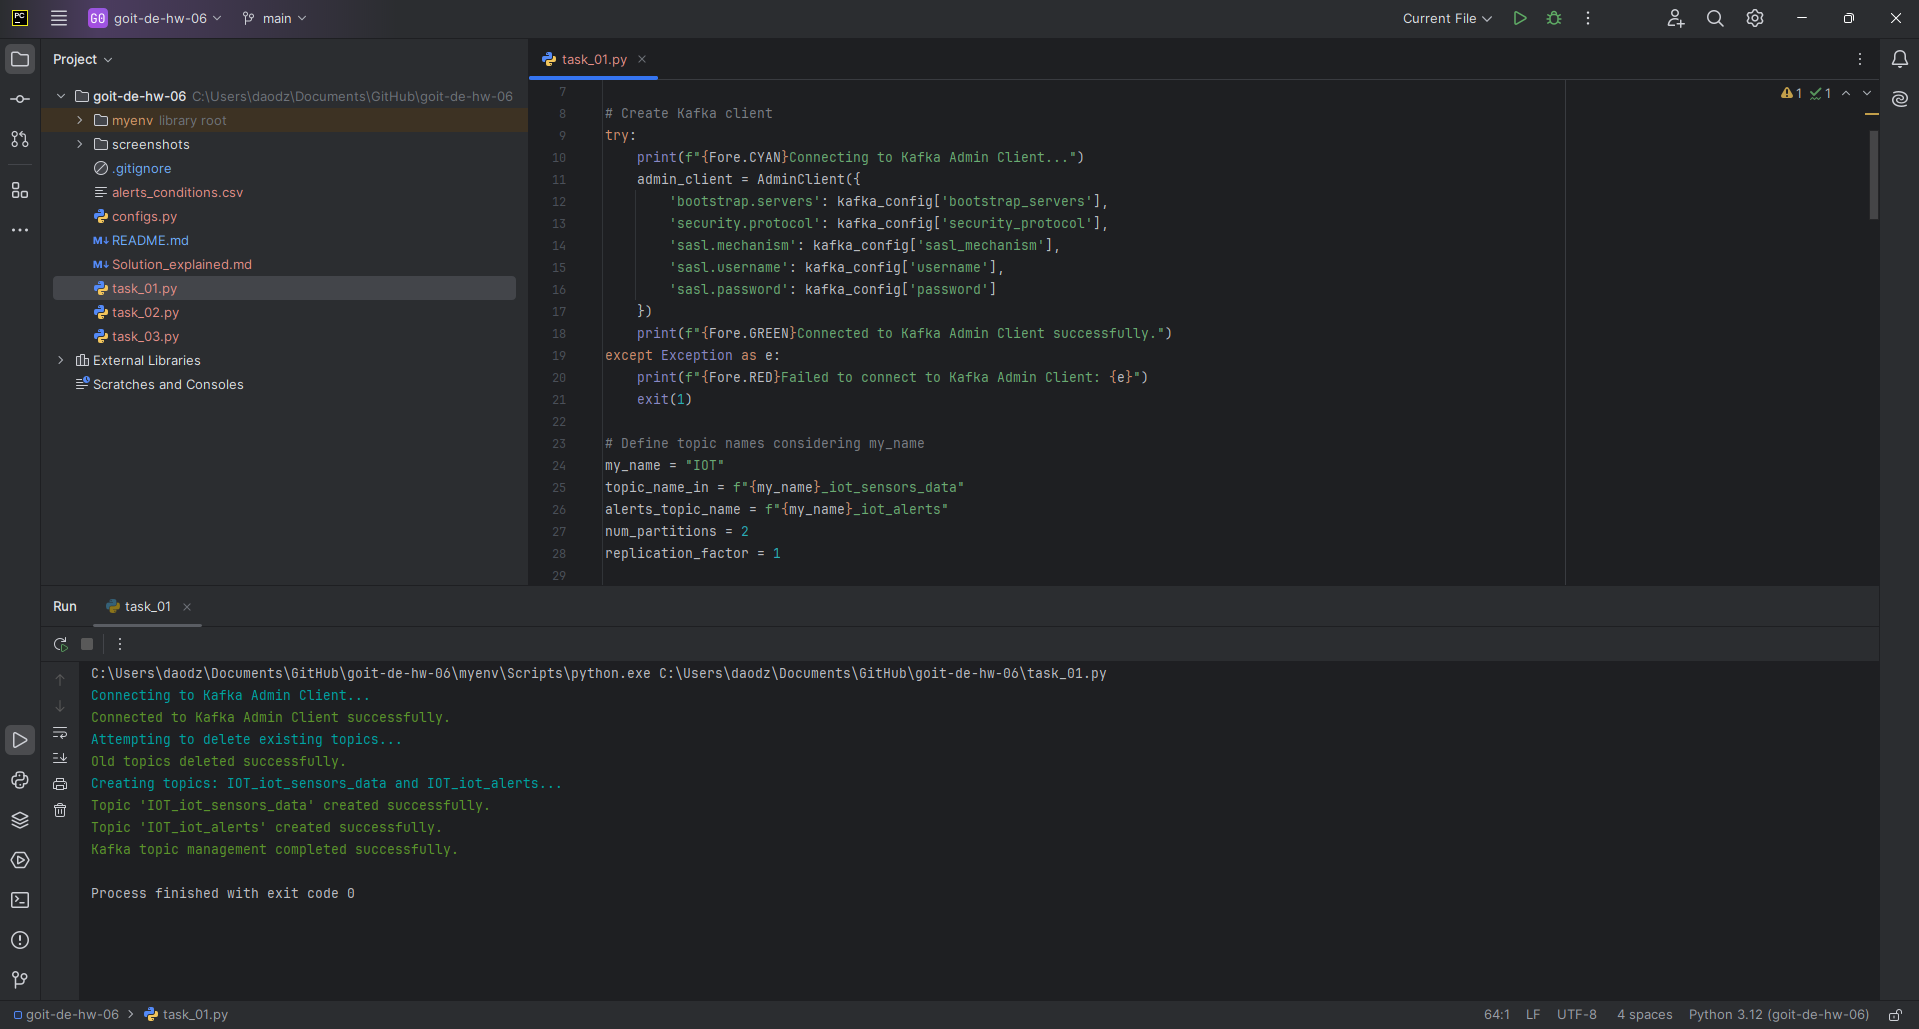 PC
G0 goit-de-hw-06 main
Current File
Project
goit-de-hw-06 C:\Users\daodz\Documents\GitHub\goit-de-hw-06
myenv library root
screenshots
.gitignore
alerts_conditions.csv
configs.py
M↓ README.md
M↓ Solution_explained.md
task_01.py
task_02.py
task_03.py
External Libraries
Scratches and Consoles
task_01.py
1 1
7
8 # Create Kafka client
9 try:
10 print(f"{Fore.CYAN}Connecting to Kafka Admin Client...")
11 admin_client = AdminClient({
12 'bootstrap.servers': kafka_config['bootstrap_servers'],
13 'security.protocol': kafka_config['security_protocol'],
14 'sasl.mechanism': kafka_config['sasl_mechanism'],
15 'sasl.username': kafka_config['username'],
16 'sasl.password': kafka_config['password']
17 })
18 print(f"{Fore.GREEN}Connected to Kafka Admin Client successfully.")
19 except Exception as e:
20 print(f"{Fore.RED}Failed to connect to Kafka Admin Client: {e}")
21 exit(1)
22
23 # Define topic names considering my_name
24 my_name = "IOT"
25 topic_name_in = f"{my_name}_iot_sensors_data"
26 alerts_topic_name = f"{my_name}_iot_alerts"
27 num_partitions = 2
28 replication_factor = 1
29
Run task_01
C:\Users\daodz\Documents\GitHub\goit-de-hw-06\myenv\Scripts\python.exe C:\Users\daodz\Documents\GitHub\goit-de-hw-06\task_01.py
Connecting to Kafka Admin Client...
Connected to Kafka Admin Client successfully.
Attempting to delete existing topics...
Old topics deleted successfully.
Creating topics: IOT_iot_sensors_data and IOT_iot_alerts...
Topic 'IOT_iot_sensors_data' created successfully.
Topic 'IOT_iot_alerts' created successfully.
Kafka topic management completed successfully.
Process finished with exit code 0
goit-de-hw-06 > task_01.py
64:1 LF UTF-8 4 spaces Python 3.12 (goit-de-hw-06)